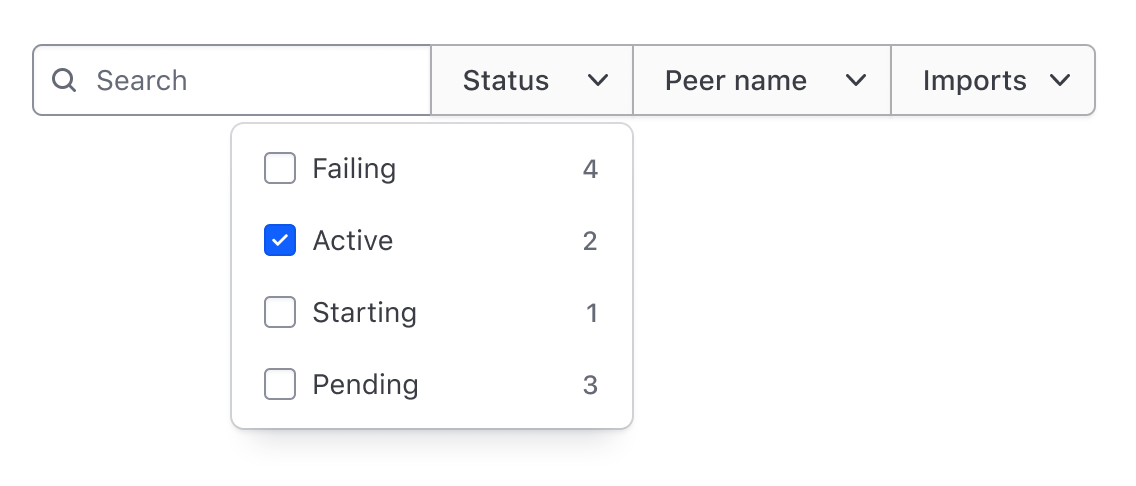 Search Status Peer name Imports
Failing 4
Active 2
Starting 1
Pending 3